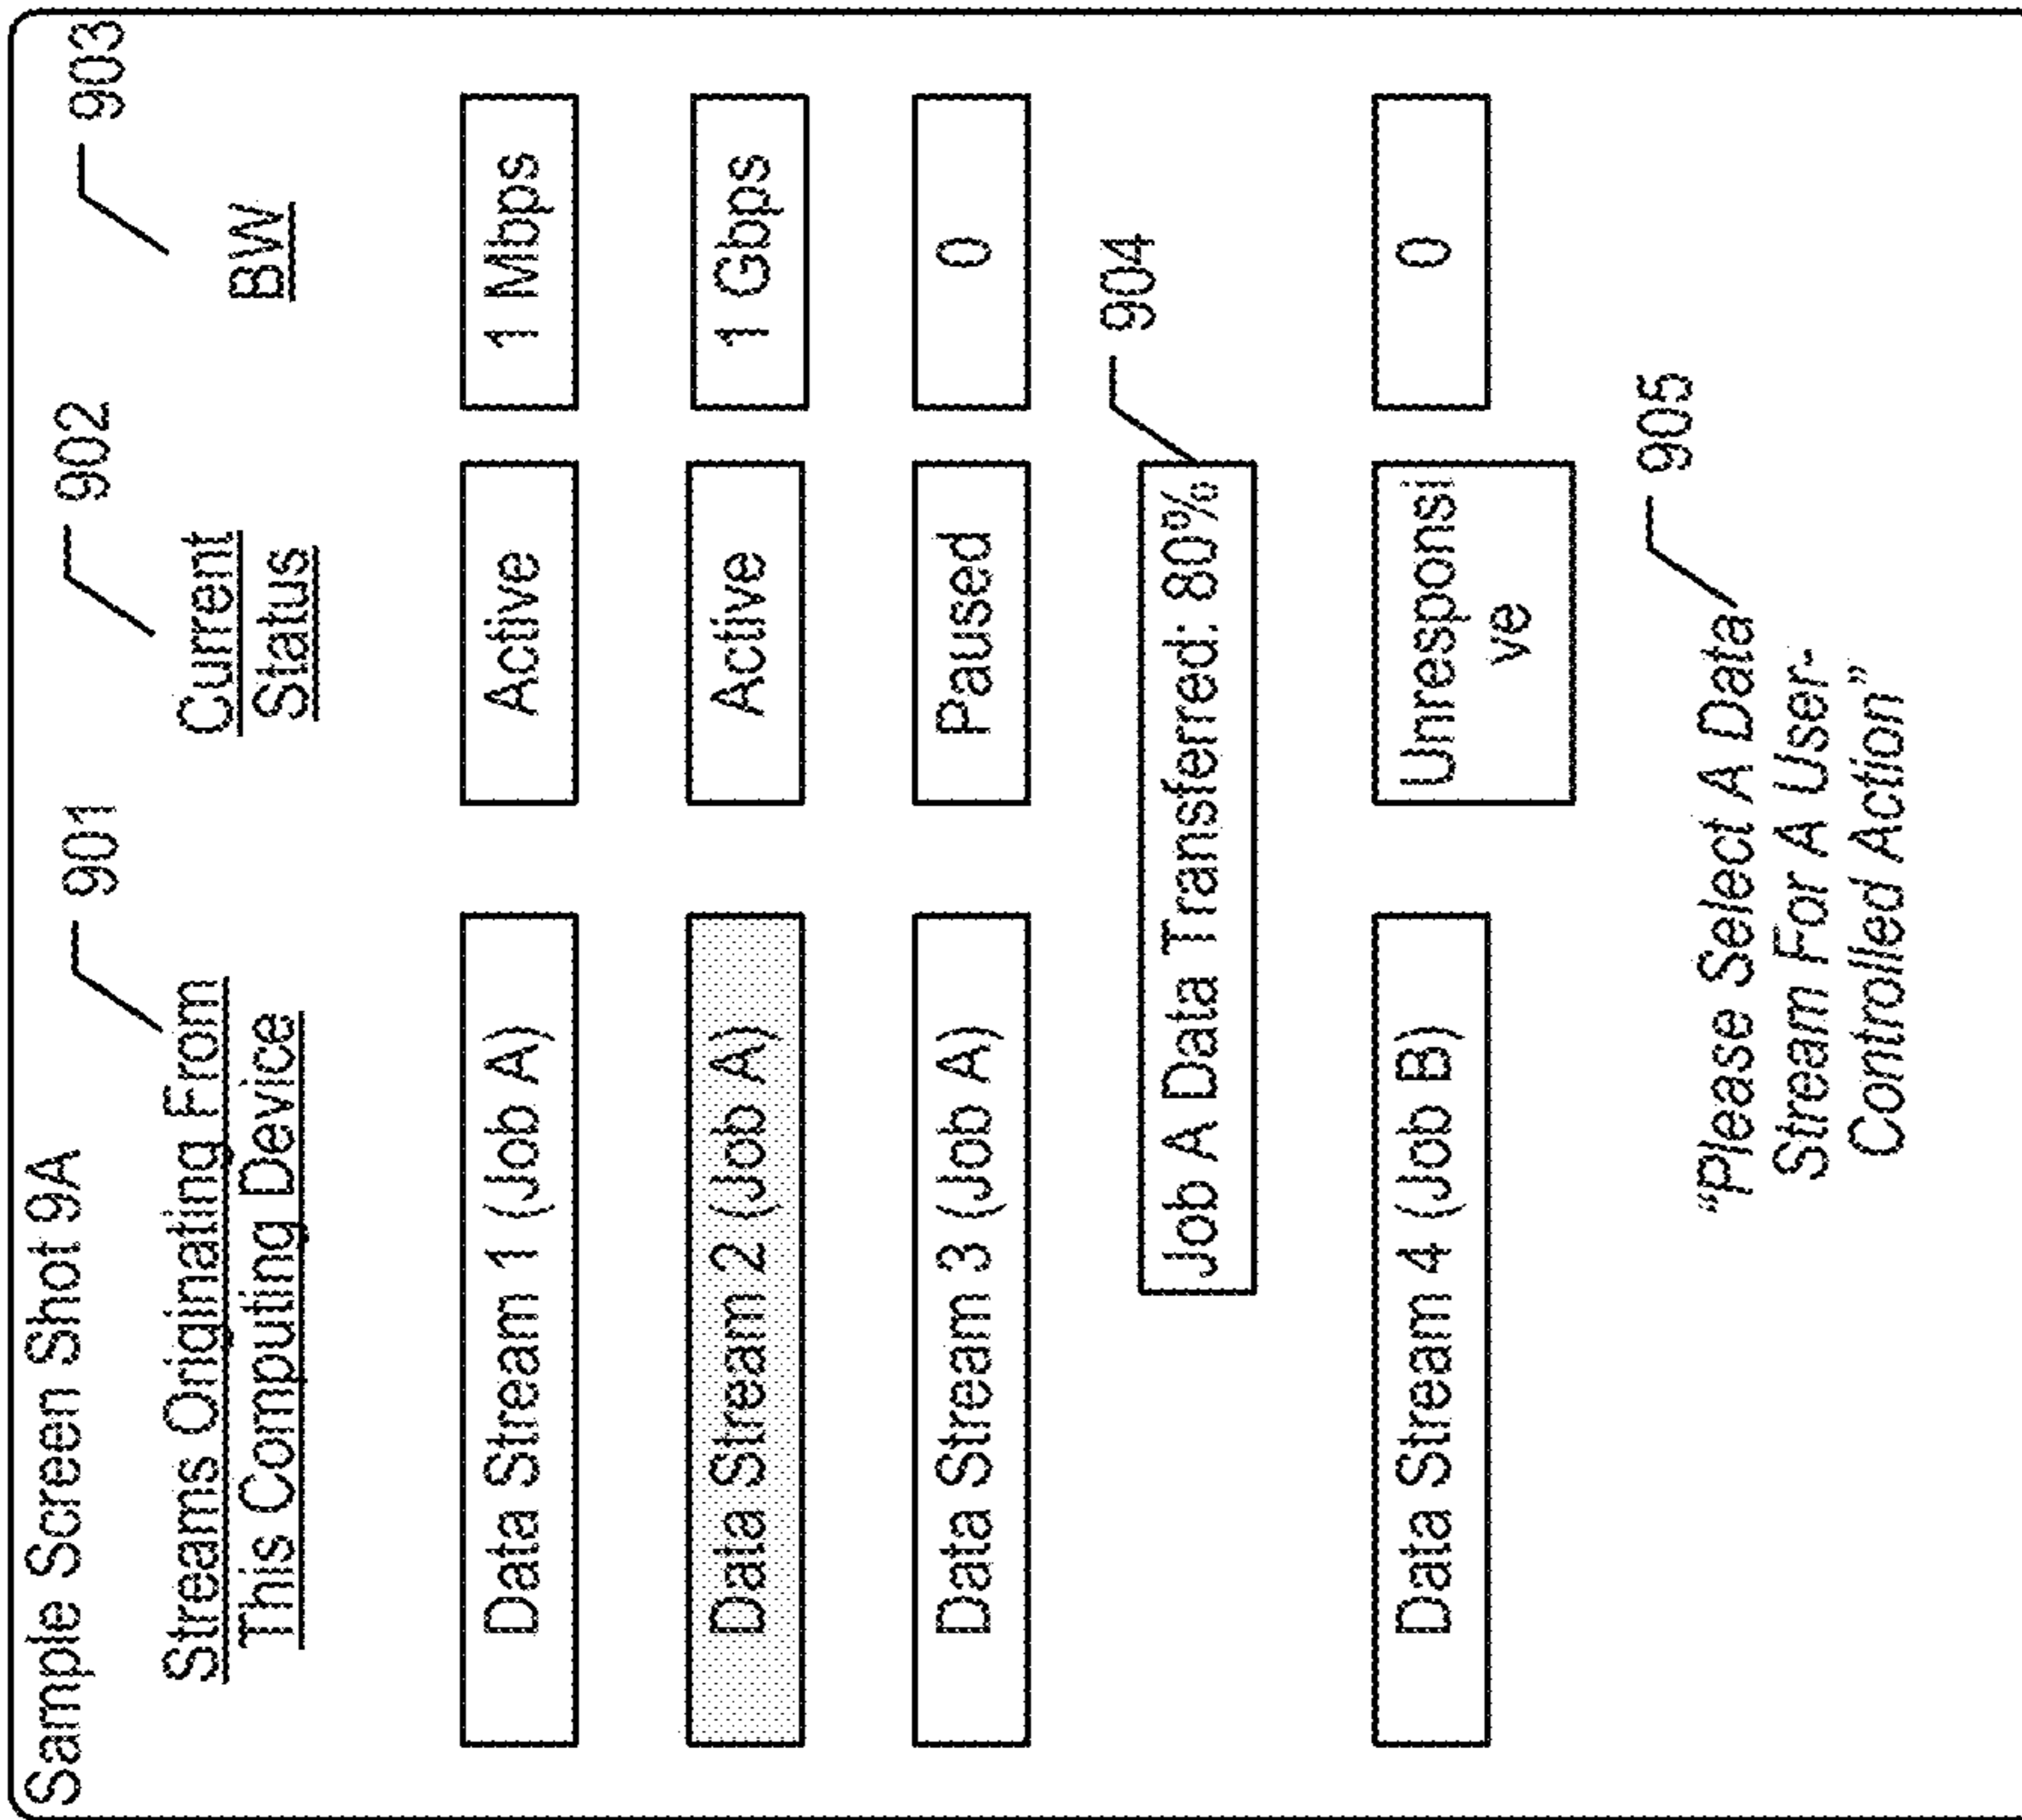 Sample Screen Shot 9A
901
902
903
Streams Originating From
This Computing Device
Current
Status
BW
Data Stream 1 (Job A)
Active
1 Mbps
Data Stream 2 (Job A)
Active
1 Gbps
Data Stream 3 (Job A)
Paused
0
904
Job A Data Transferred: 80%
Data Stream 4 (Job B)
Unresponsi
ve
0
905
“Please Select A Data
Stream For A User-
Controlled Action”